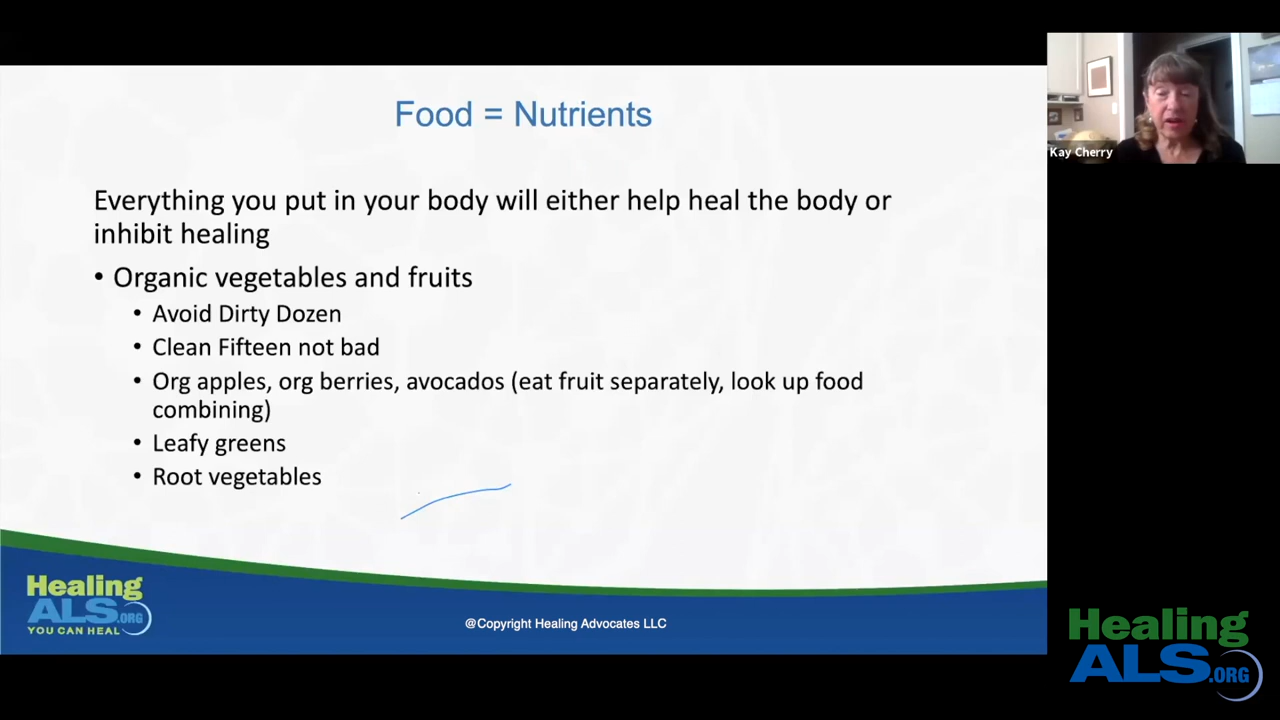 Food = Nutrients
Kay Cherry
Everything you put in your body will either help heal the body or
inhibit healing
• Organic vegetables and fruits
• Avoid Dirty Dozen
• Clean Fifteen not bad
• Org apples, org berries, avocados (eat fruit separately, look up food
combining)
• Leafy greens
• Root vegetables
Healing
ALS.ORG
YOU CAN HEAL
@Copyright Healing Advocates LLC
Healing
ALS.ORG